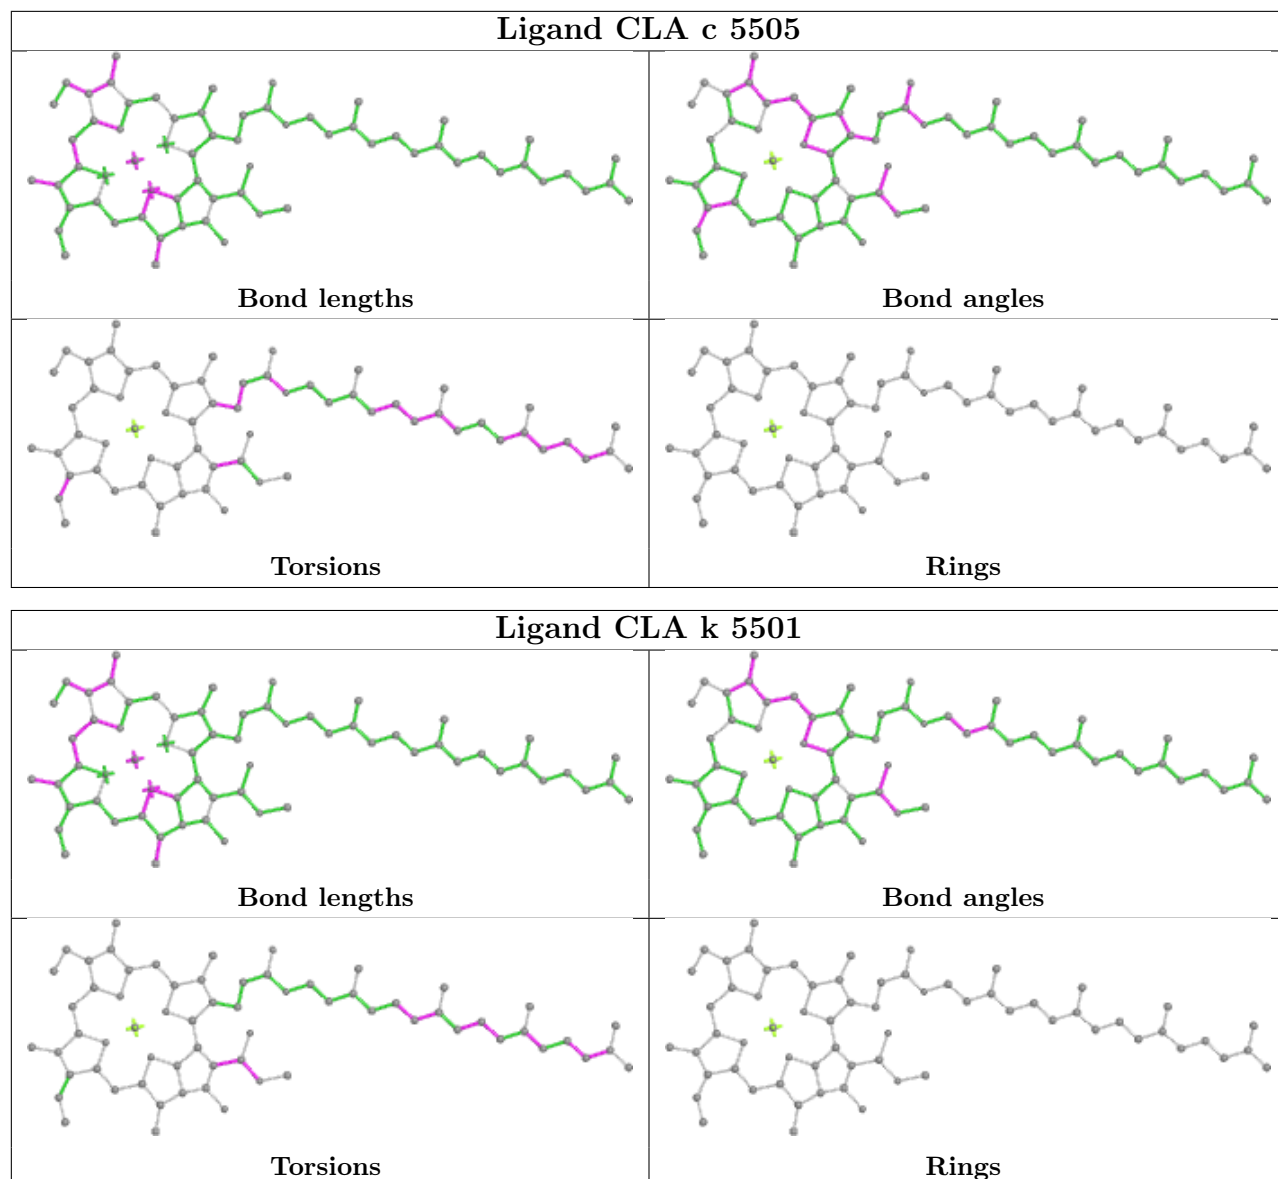 Ligand CLA c 5505
Bond lengths
Bond angles
Torsions
Rings
Ligand CLA k 5501
Bond lengths
Bond angles
Torsions
Rings